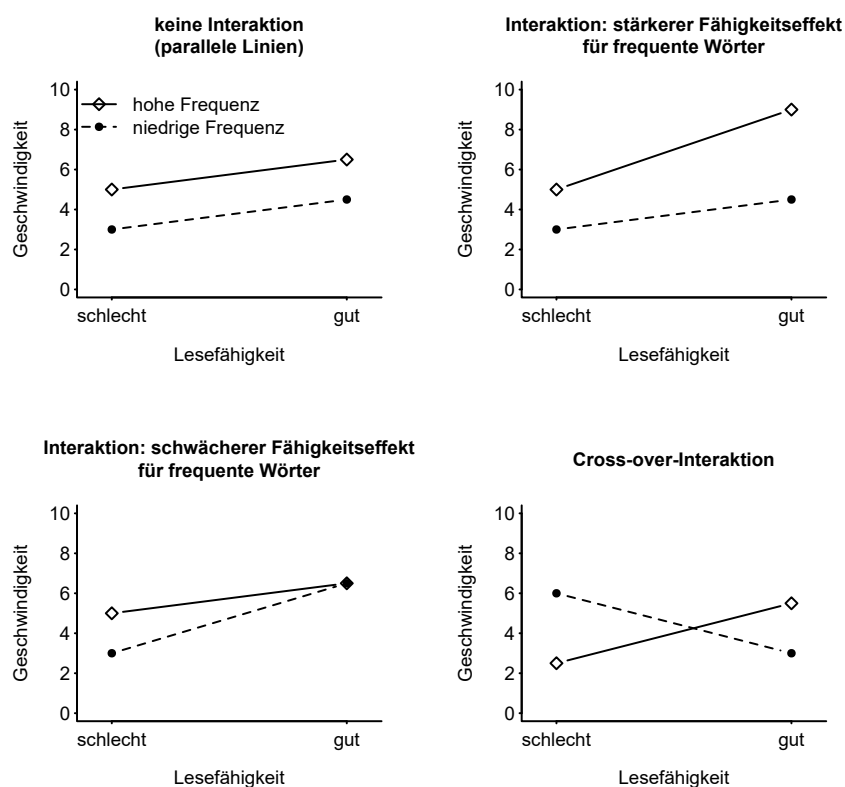 keine Interaktion
(parallele Linien)
10
8
6
4
2
0
Geschwindigkeit
hohe Frequenz
niedrige Frequenz
schlecht
gut
Lesefähigkeit
Interaktion: stärkerer Fähigkeitseffekt
für frequente Wörter
10
8
6
4
2
0
Geschwindigkeit
schlecht
gut
Lesefähigkeit
Interaktion: schwächerer Fähigkeitseffekt
für frequente Wörter
10
8
6
4
2
0
Geschwindigkeit
schlecht
gut
Lesefähigkeit
Cross-over-Interaktion
10
8
6
4
2
0
Geschwindigkeit
schlecht
gut
Lesefähigkeit